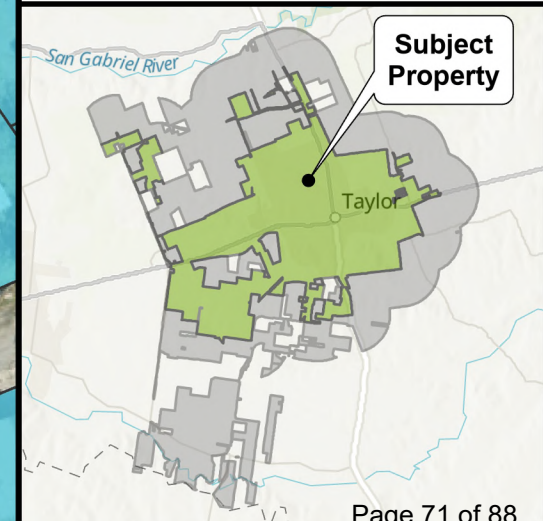 San Gabriel River
Subject
Property
Taylor
Page 71 of 88